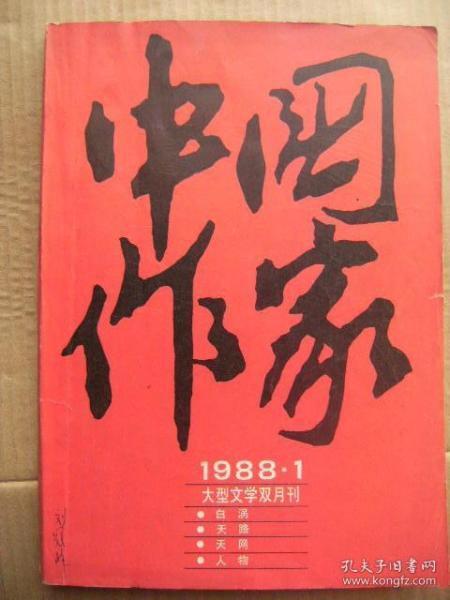 中国
作家
1988·1
大型文学双月刊
● 白涡
● 天路
● 天网
● 人物
孔夫子旧书网
www.kongfz.com